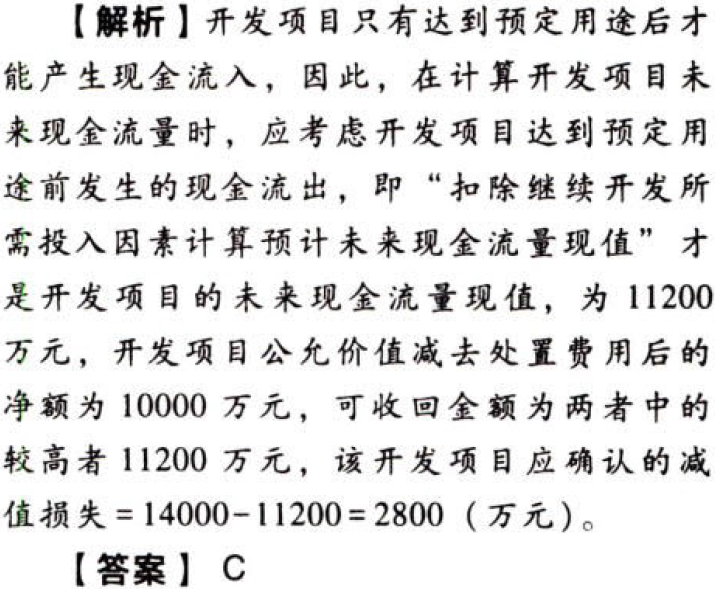 【解析】开发项目只有达到预定用途后才
能产生现金流入，因此，在计算开发项目未
来现金流量时，应考虑开发项目达到预定用
途前发生的现金流出，即“扣除继续开发所
需投入因素计算预计未来现金流量现值”才
是开发项目的未来现金流量现值，为 11200
万元，开发项目公允价值减去处置费用后的
净额为 10000 万元，可收回金额为两者中的
较高者 11200 万元，该开发项目应确认的减
值损失=14000-11200=2800（万元）。
【答案】 C